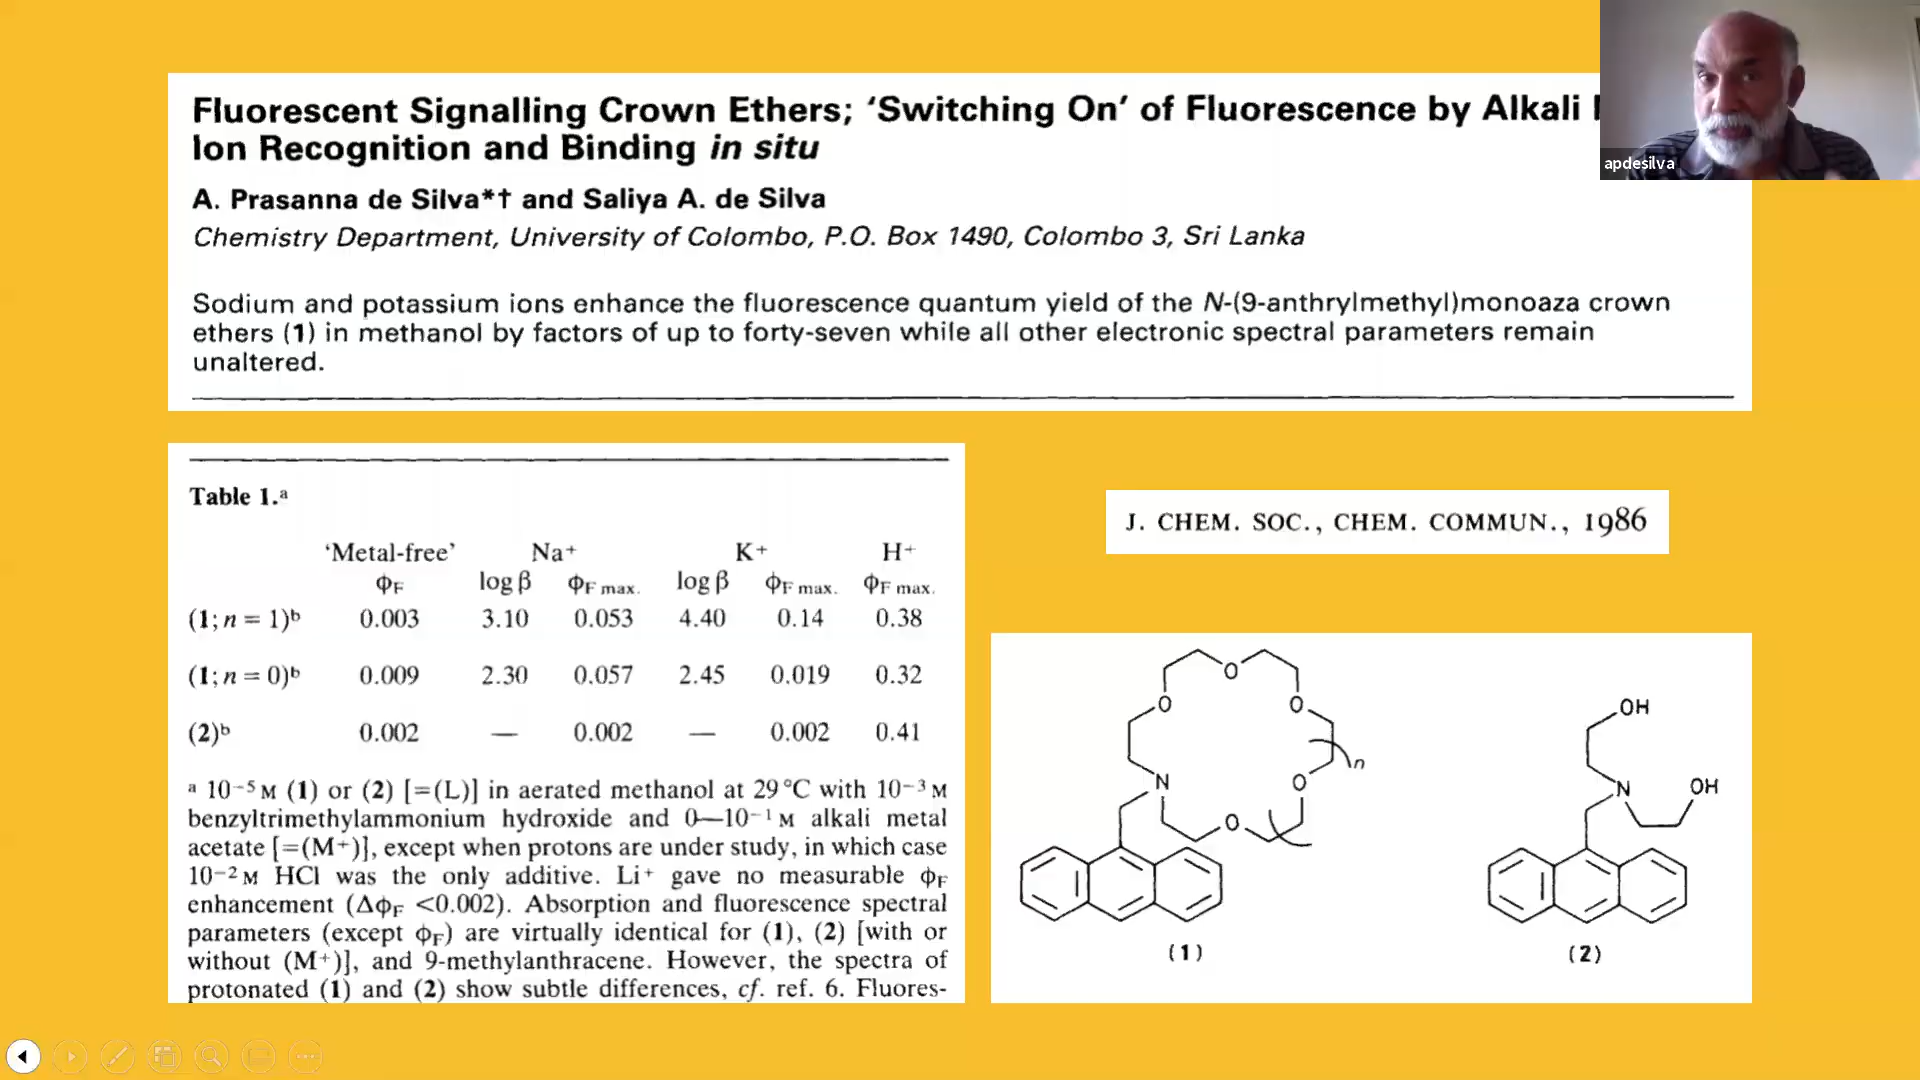 Fluorescent Signalling Crown Ethers; ‘Switching On’ of Fluorescence by Alkali
Ion Recognition and Binding in situ
apdesilva
A. Prasanna de Silva*† and Saliya A. de Silva
Chemistry Department, University of Colombo, P.O. Box 1490, Colombo 3, Sri Lanka
Sodium and potassium ions enhance the fluorescence quantum yield of the N-(9-anthrylmethyl)monoaza crown
ethers (1) in methanol by factors of up to forty-seven while all other electronic spectral parameters remain
unaltered.
Table 1.ᵃ
‘Metal-free’ Na⁺ K⁺ H⁺
ΦF log β ΦF max. log β ΦF max. ΦF max.
(1; n = 1)ᵇ 0.003 3.10 0.053 4.40 0.14 0.38
(1; n = 0)ᵇ 0.009 2.30 0.057 2.45 0.019 0.32
(2)ᵇ 0.002 — 0.002 — 0.002 0.41
ᵃ 10⁻⁵ M (1) or (2) [=(L)] in aerated methanol at 29 °C with 10⁻³ M
benzyltrimethylammonium hydroxide and 0—10⁻¹ M alkali metal
acetate [=(M⁺)], except when protons are under study, in which case
10⁻² M HCl was the only additive. Li⁺ gave no measurable ΦF
enhancement (ΔΦF <0.002). Absorption and fluorescence spectral
parameters (except ΦF) are virtually identical for (1), (2) [with or
without (M⁺)], and 9-methylanthracene. However, the spectra of
protonated (1) and (2) show subtle differences, cf. ref. 6. Fluores-
J. CHEM. SOC., CHEM. COMMUN., 1986
O
O O
n
N O
O
(1)
OH
N OH
(2)